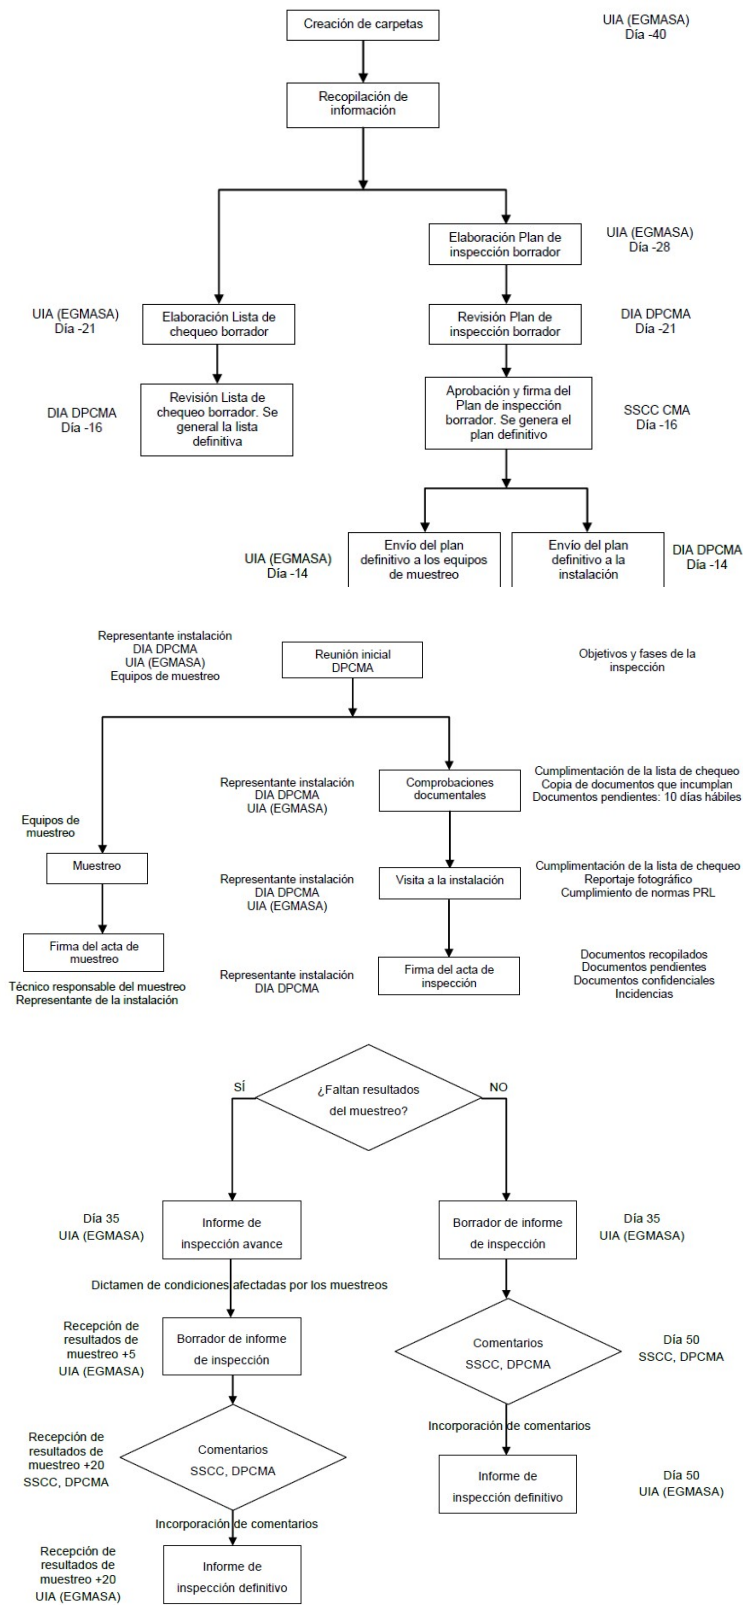 Creación de carpetas
UIA (EGMASA)
Día -40
Recopilación de
información
Elaboración Plan de
inspección borrador
UIA (EGMASA)
Día -28
UIA (EGMASA)
Día -21
Elaboración Lista de
chequeo borrador
Revisión Plan de
inspección borrador
DIA DPCMA
Día -21
DIA DPCMA
Día -16
Revisión Lista de
chequeo borrador. Se
general la lista
definitiva
Aprobación y firma del
Plan de inspección
borrador. Se genera el
plan definitivo
SSCC CMA
Día -16
UIA (EGMASA)
Día -14
Envío del plan
definitivo a los equipos
de muestreo
Envío del plan
definitivo a la
instalación
DIA DPCMA
Día -14
Representante instalación
DIA DPCMA
UIA (EGMASA)
Equipos de muestreo
Reunión inicial
DPCMA
Objetivos y fases de la
inspección
Representante instalación
DIA DPCMA
UIA (EGMASA)
Comprobaciones
documentales
Cumplimentación de la lista de chequeo
Copia de documentos que incumplan
Documentos pendientes: 10 días hábiles
Equipos de
muestreo
Muestreo
Representante instalación
DIA DPCMA
UIA (EGMASA)
Visita a la instalación
Cumplimentación de la lista de chequeo
Reportaje fotográfico
Cumplimiento de normas PRL
Firma del acta de
muestreo
Técnico responsable del muestreo
Representante de la instalación
Representante instalación
DIA DPCMA
Firma del acta de
inspección
Documentos recopilados
Documentos pendientes
Documentos confidenciales
Incidencias
SÍ
¿Faltan resultados
del muestreo?
NO
Día 35
UIA (EGMASA)
Informe de
inspección avance
Borrador de informe
de inspección
Día 35
UIA (EGMASA)
Dictamen de condiciones afectadas por los muestreos
Recepción de
resultados de
muestreo +5
UIA (EGMASA)
Borrador de informe
de inspección
Comentarios
SSCC, DPCMA
Día 50
SSCC, DPCMA
Incorporación de comentarios
Recepción de
resultados de
muestreo +20
SSCC, DPCMA
Comentarios
SSCC, DPCMA
Informe de
inspección definitivo
Día 50
UIA (EGMASA)
Incorporación de comentarios
Recepción de
resultados de
muestreo +20
UIA (EGMASA)
Informe de
inspección definitivo